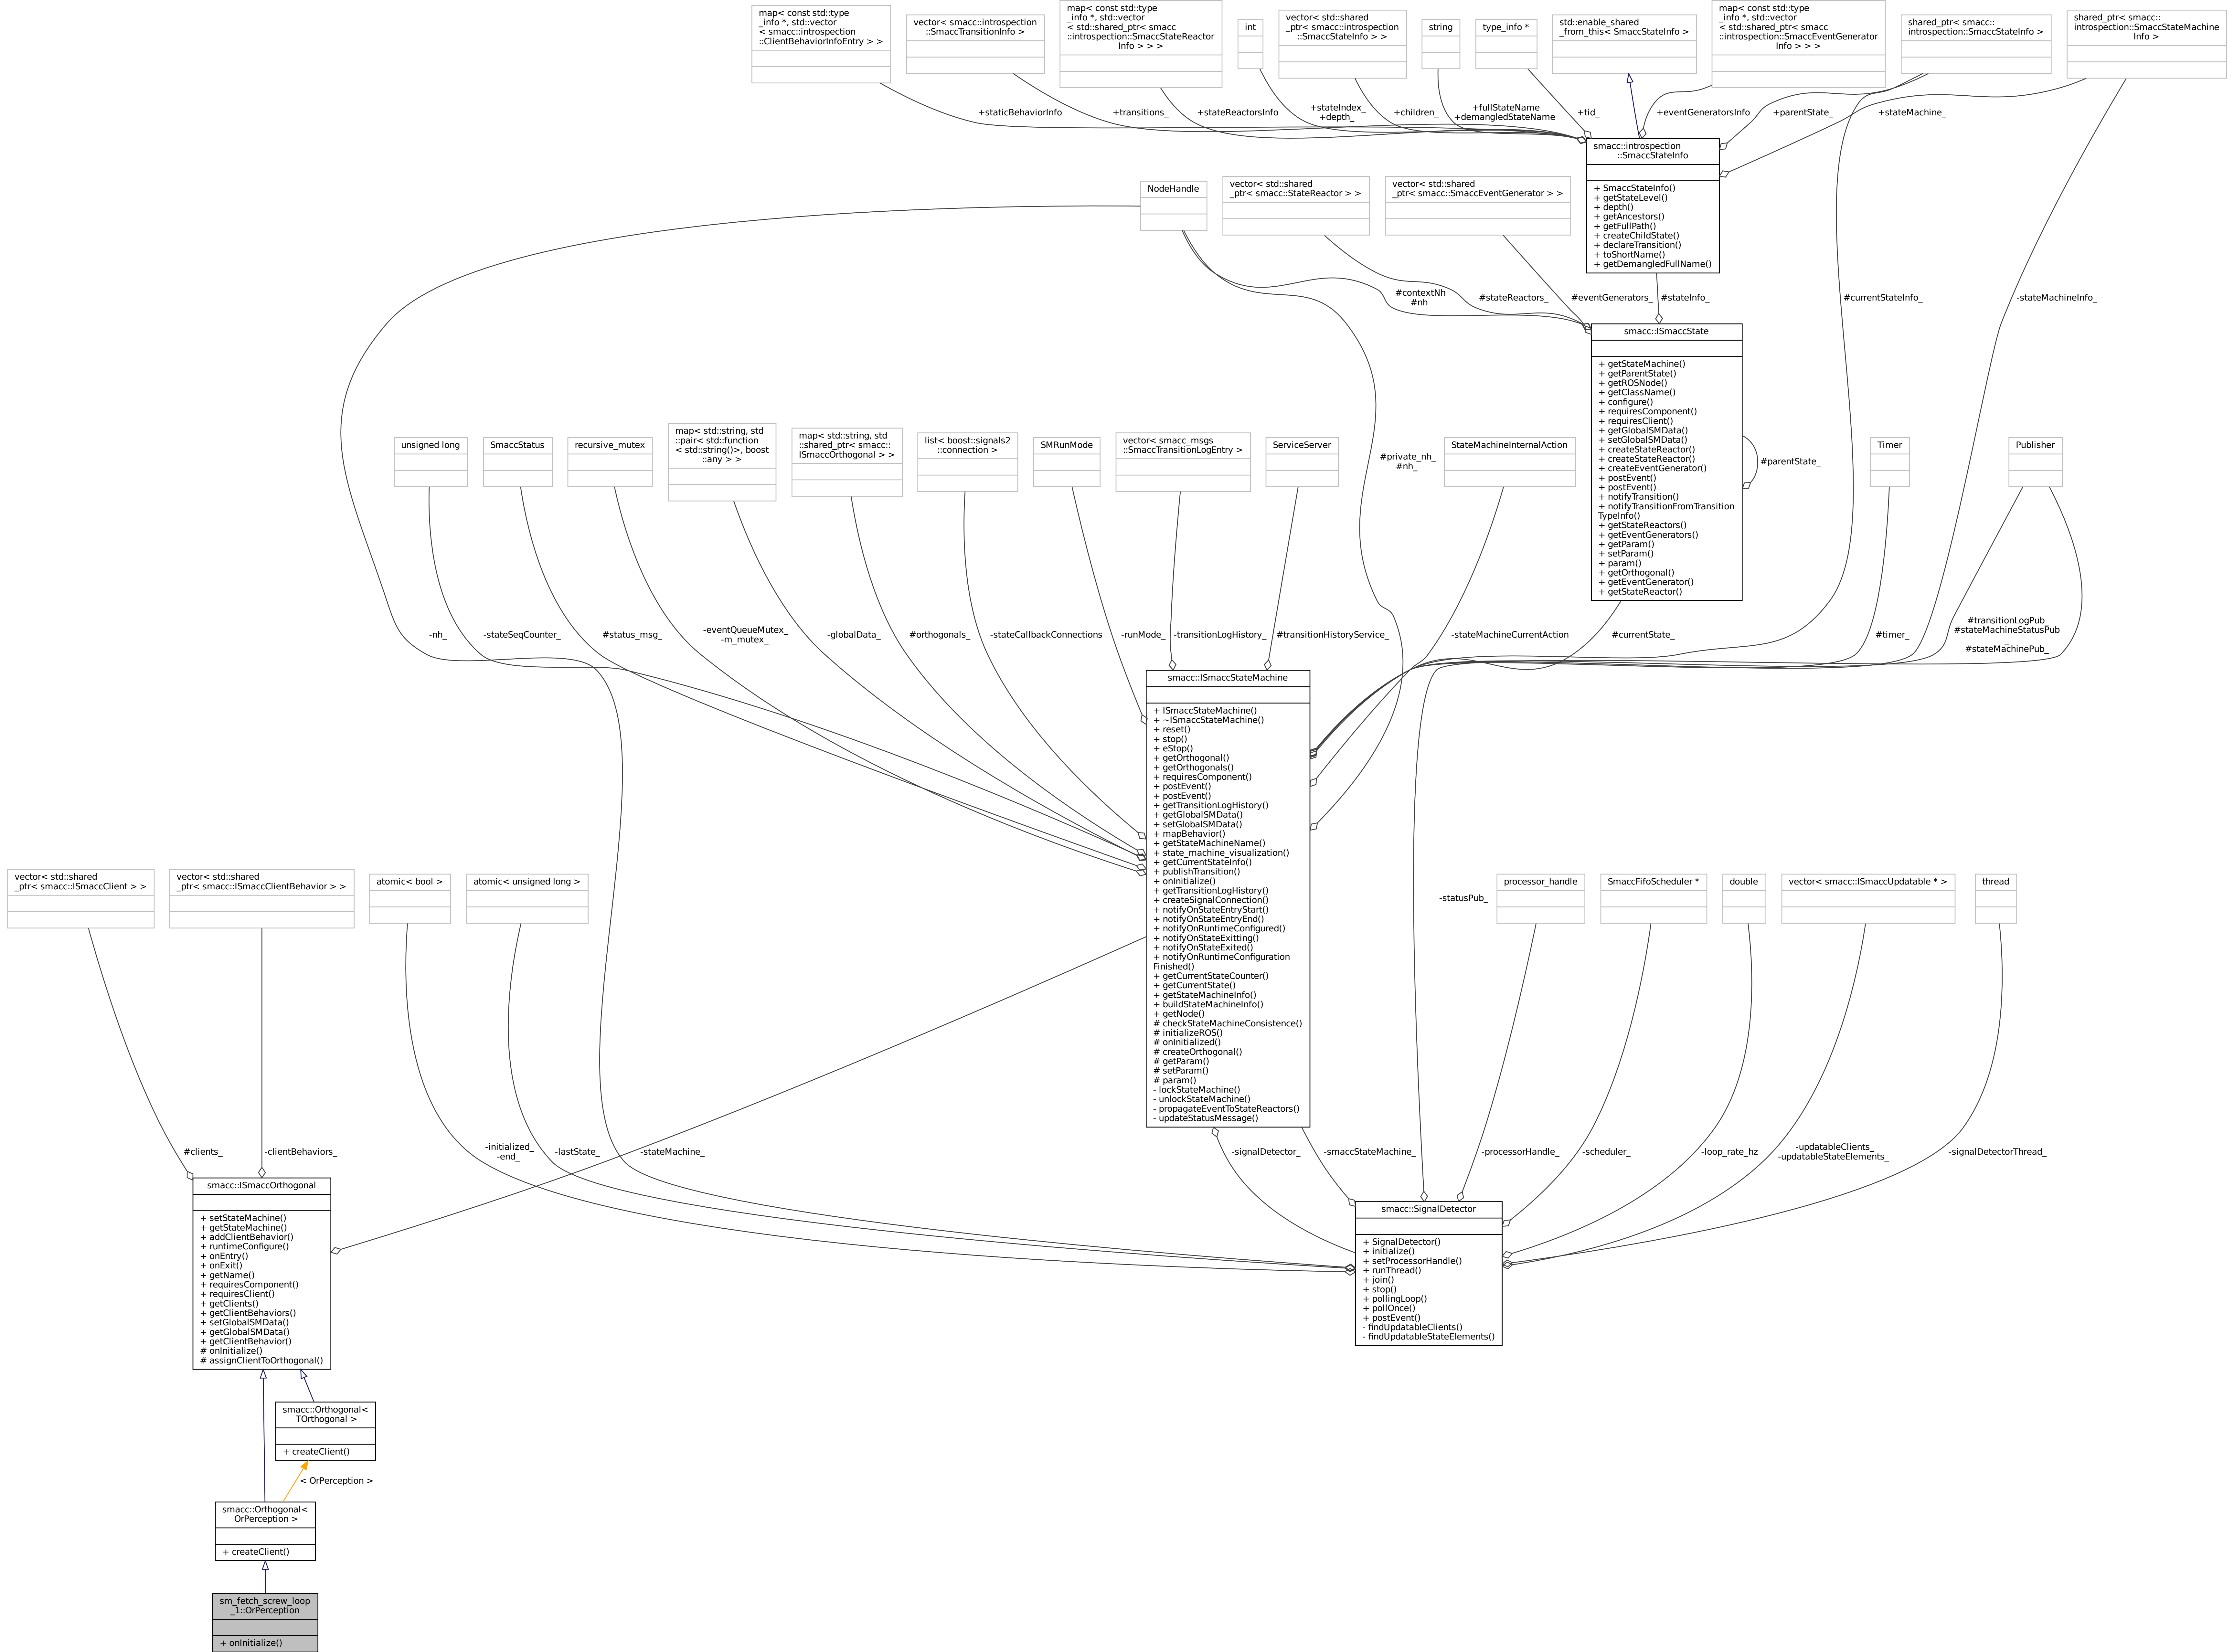 map< const std::type
_info *, std::vector
< smacc::introspection
::ClientBehaviorInfoEntry > >
vector< smacc::introspection
::SmaccTransitionInfo >
map< const std::type
_info *, std::vector
< std::shared_ptr< smacc
::introspection::SmaccStateReactor
Info > > >
int
vector< std::shared
_ptr< smacc::introspection
::SmaccStateInfo > >
string
type_info *
std::enable_shared
_from_this< SmaccStateInfo >
map< const std::type
_info *, std::vector
< std::shared_ptr< smacc
::introspection::SmaccEventGenerator
Info > > >
shared_ptr< smacc::
introspection::SmaccStateInfo >
shared_ptr< smacc::
introspection::SmaccStateMachine
Info >
+staticBehaviorInfo
+transitions_
+stateReactorsInfo
+stateIndex_
+depth_
+children_
+fullStateName
+demangledStateName
+tid_
+eventGeneratorsInfo
+parentState_
+stateMachine_
smacc::introspection
::SmaccStateInfo
+ SmaccStateInfo()
+ getStateLevel()
+ depth()
+ getAncestors()
+ getFullPath()
+ createChildState()
+ declareTransition()
+ toShortName()
+ getDemangledFullName()
NodeHandle
vector< std::shared
_ptr< smacc::StateReactor > >
vector< std::shared
_ptr< smacc::SmaccEventGenerator > >
#contextNh
#nh
#stateReactors_
#eventGenerators_
#stateInfo_
#currentStateInfo_
-stateMachineInfo_
smacc::ISmaccState
+ getStateMachine()
+ getParentState()
+ getROSNode()
+ getClassName()
+ configure()
+ requiresComponent()
+ requiresClient()
+ getGlobalSMData()
+ setGlobalSMData()
+ createStateReactor()
+ createStateReactor()
+ createEventGenerator()
+ postEvent()
+ postEvent()
+ notifyTransition()
+ notifyTransitionFromTransition
TypeInfo()
+ getStateReactors()
+ getEventGenerators()
+ getParam()
+ setParam()
+ param()
+ getOrthogonal()
+ getEventGenerator()
+ getStateReactor()
#parentState_
unsigned long
SmaccStatus
recursive_mutex
map< std::string, std
::pair< std::function
< std::string()>, boost
::any > >
map< std::string, std
::shared_ptr< smacc::
ISmaccOrthogonal > >
list< boost::signals2
::connection >
SMRunMode
vector< smacc_msgs
::SmaccTransitionLogEntry >
ServiceServer
#private_nh_
#nh_
StateMachineInternalAction
Timer
Publisher
-nh_
-stateSeqCounter_
#status_msg_
-eventQueueMutex_
-m_mutex_
-globalData_
#orthogonals_
-stateCallbackConnections
-runMode_
-transitionLogHistory_
#transitionHistoryService_
-stateMachineCurrentAction
#currentState_
#timer_
#transitionLogPub_
#stateMachineStatusPub
_
#stateMachinePub_
smacc::ISmaccStateMachine
+ ISmaccStateMachine()
+ ~ISmaccStateMachine()
+ reset()
+ stop()
+ eStop()
+ getOrthogonal()
+ getOrthogonals()
+ requiresComponent()
+ postEvent()
+ postEvent()
+ getTransitionLogHistory()
+ getGlobalSMData()
+ setGlobalSMData()
+ mapBehavior()
+ getStateMachineName()
+ state_machine_visualization()
+ getCurrentStateInfo()
+ publishTransition()
+ onInitialize()
+ getTransitionLogHistory()
+ createSignalConnection()
+ notifyOnStateEntryStart()
+ notifyOnStateEntryEnd()
+ notifyOnRuntimeConfigured()
+ notifyOnStateExitting()
+ notifyOnStateExited()
+ notifyOnRuntimeConfiguration
Finished()
+ getCurrentStateCounter()
+ getCurrentState()
+ getStateMachineInfo()
+ buildStateMachineInfo()
+ getNode()
# checkStateMachineConsistence()
# initializeROS()
# onInitialized()
# createOrthogonal()
# getParam()
# setParam()
# param()
- lockStateMachine()
- unlockStateMachine()
- propagateEventToStateReactors()
- updateStatusMessage()
vector< std::shared
_ptr< smacc::ISmaccClient > >
vector< std::shared
_ptr< smacc::ISmaccClientBehavior > >
atomic< bool >
atomic< unsigned long >
-statusPub_
processor_handle
SmaccFifoScheduler *
double
vector< smacc::ISmaccUpdatable * >
thread
#clients_
-clientBehaviors_
-initialized_
-end_
-lastState_
-stateMachine_
-signalDetector_
-smaccStateMachine_
-processorHandle_
-scheduler_
-loop_rate_hz
-updatableClients_
-updatableStateElements_
-signalDetectorThread_
smacc::ISmaccOrthogonal
+ setStateMachine()
+ getStateMachine()
+ addClientBehavior()
+ runtimeConfigure()
+ onEntry()
+ onExit()
+ getName()
+ requiresComponent()
+ requiresClient()
+ getClients()
+ getClientBehaviors()
+ setGlobalSMData()
+ getGlobalSMData()
+ getClientBehavior()
# onInitialize()
# assignClientToOrthogonal()
smacc::SignalDetector
+ SignalDetector()
+ initialize()
+ setProcessorHandle()
+ runThread()
+ join()
+ stop()
+ pollingLoop()
+ pollOnce()
+ postEvent()
- findUpdatableClients()
- findUpdatableStateElements()
smacc::Orthogonal<
TOrthogonal >
+ createClient()
< OrPerception >
smacc::Orthogonal<
OrPerception >
+ createClient()
sm_fetch_screw_loop
_1::OrPerception
+ onInitialize()